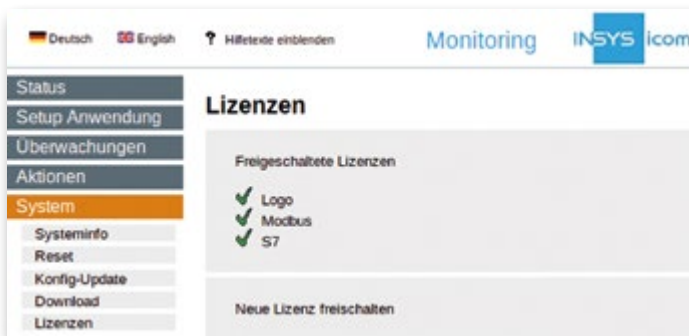 Deutsch English ? Hilfetexte einblenden Monitoring INSYS icom
Status
Setup Anwendung
Überwachungen
Aktionen
System
Systeminfo
Reset
Konfig-Update
Download
Lizenzen
Lizenzen
Freigeschaltete Lizenzen
Logo
Modbus
S7
Neue Lizenz freischalten